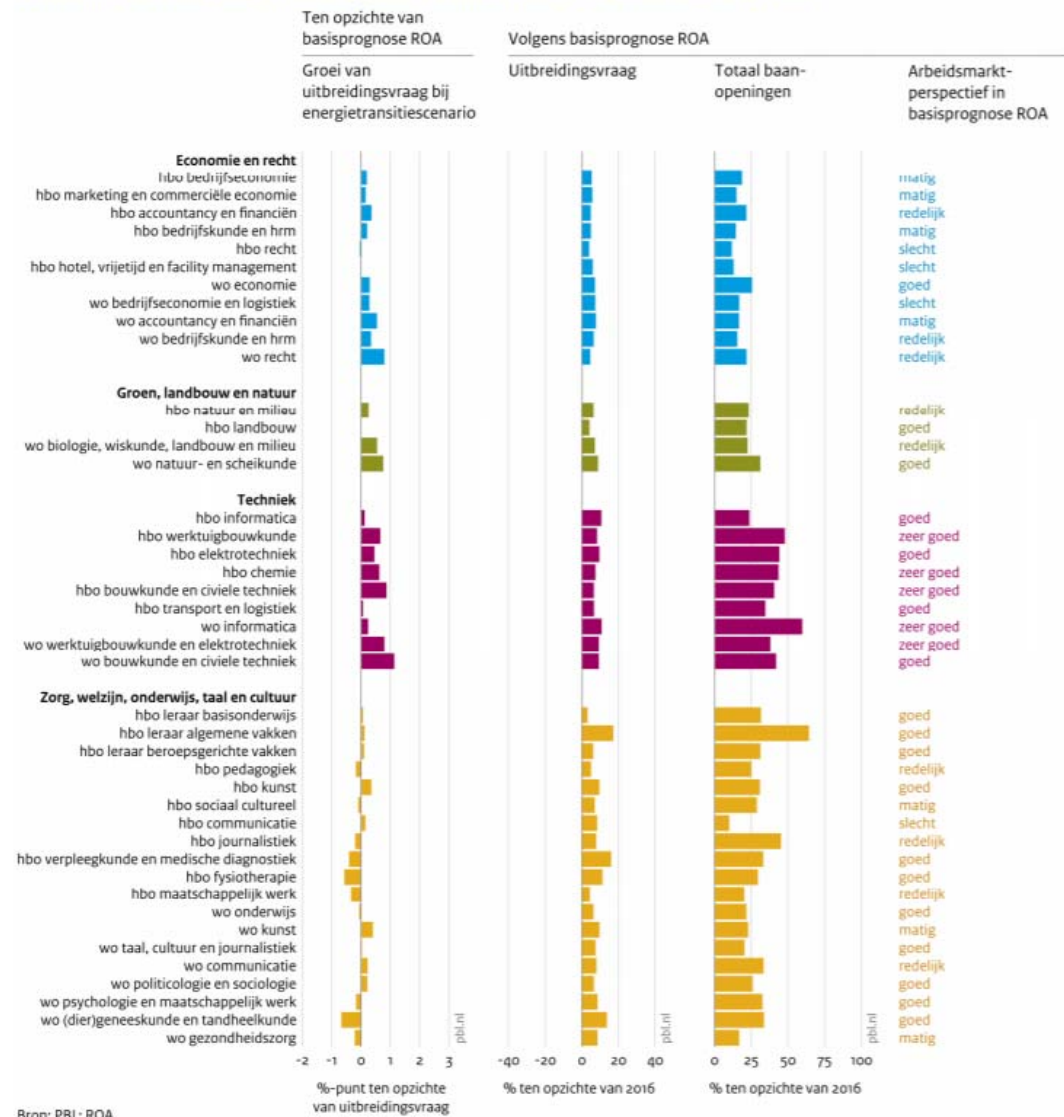 Ten opzichte van
basisprognose ROA
Volgens basisprognose ROA
Groei van
uitbreidingsvraag bij
energietransitiescenario
Uitbreidingsvraag
Totaal baan-
openingen
Arbeidsmarkt-
perspectief in
basisprognose ROA
Economie en recht
hbo bedrijfseconomie matig
hbo marketing en commerciële economie matig
hbo accountancy en financiën redelijk
hbo bedrijfskunde en hrm matig
hbo recht slecht
hbo hotel, vrijetijd en facility management slecht
wo economie goed
wo bedrijfseconomie en logistiek slecht
wo accountancy en financiën matig
wo bedrijfskunde en hrm redelijk
wo recht redelijk
Groen, landbouw en natuur
hbo natuur en milieu redelijk
hbo landbouw goed
wo biologie, wiskunde, landbouw en milieu redelijk
wo natuur- en scheikunde goed
Techniek
hbo informatica goed
hbo werktuigbouwkunde zeer goed
hbo elektrotechniek goed
hbo chemie zeer goed
hbo bouwkunde en civiele techniek zeer goed
hbo transport en logistiek goed
wo informatica zeer goed
wo werktuigbouwkunde en elektrotechniek zeer goed
wo bouwkunde en civiele techniek goed
Zorg, welzijn, onderwijs, taal en cultuur
hbo leraar basisonderwijs goed
hbo leraar algemene vakken goed
hbo leraar beroepsgerichte vakken goed
hbo pedagogiek redelijk
hbo kunst goed
hbo sociaal cultureel matig
hbo communicatie slecht
hbo journalistiek redelijk
hbo verpleegkunde en medische diagnostiek goed
hbo fysiotherapie goed
hbo maatschappelijk werk redelijk
wo onderwijs goed
wo kunst matig
wo taal, cultuur en journalistiek goed
wo communicatie redelijk
wo politicologie en sociologie goed
wo psychologie en maatschappelijk werk goed
wo (dier)geneeskunde en tandheelkunde goed
wo gezondheidszorg matig
pbl.nl pbl.nl pbl.nl
-2 -1 0 1 2 3 -40 -20 0 20 40 0 25 50 75 100
%-punt ten opzichte
van uitbreidingsvraag
% ten opzichte van 2016
% ten opzichte van 2016
Bron: PBL; ROA